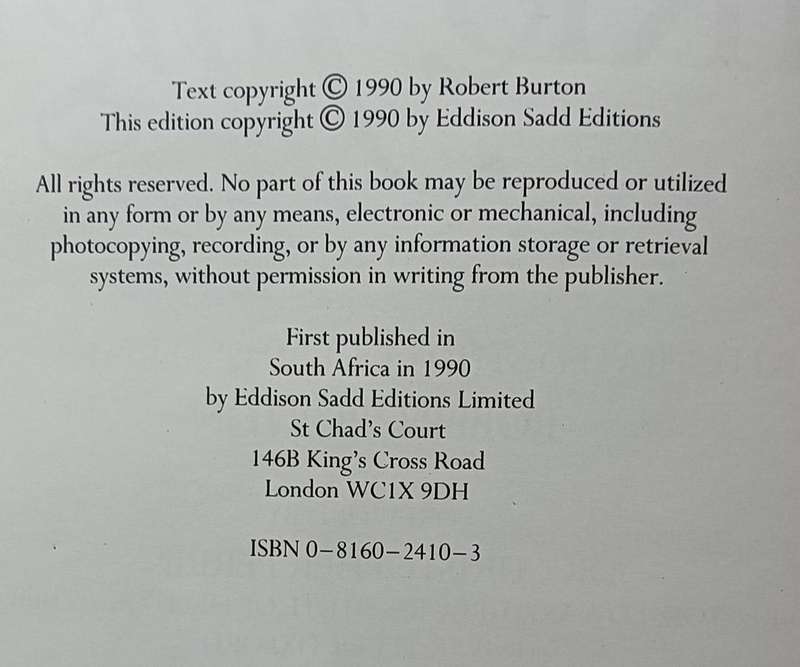 Text copyright © 1990 by Robert Burton
This edition copyright © 1990 by Eddison Sadd Editions
All rights reserved. No part of this book may be reproduced or utilized
in any form or by any means, electronic or mechanical, including
photocopying, recording, or by any information storage or retrieval
systems, without permission in writing from the publisher.
First published in
South Africa in 1990
by Eddison Sadd Editions Limited
St Chad's Court
146B King's Cross Road
London WC1X 9DH
ISBN 0–8160–2410–3